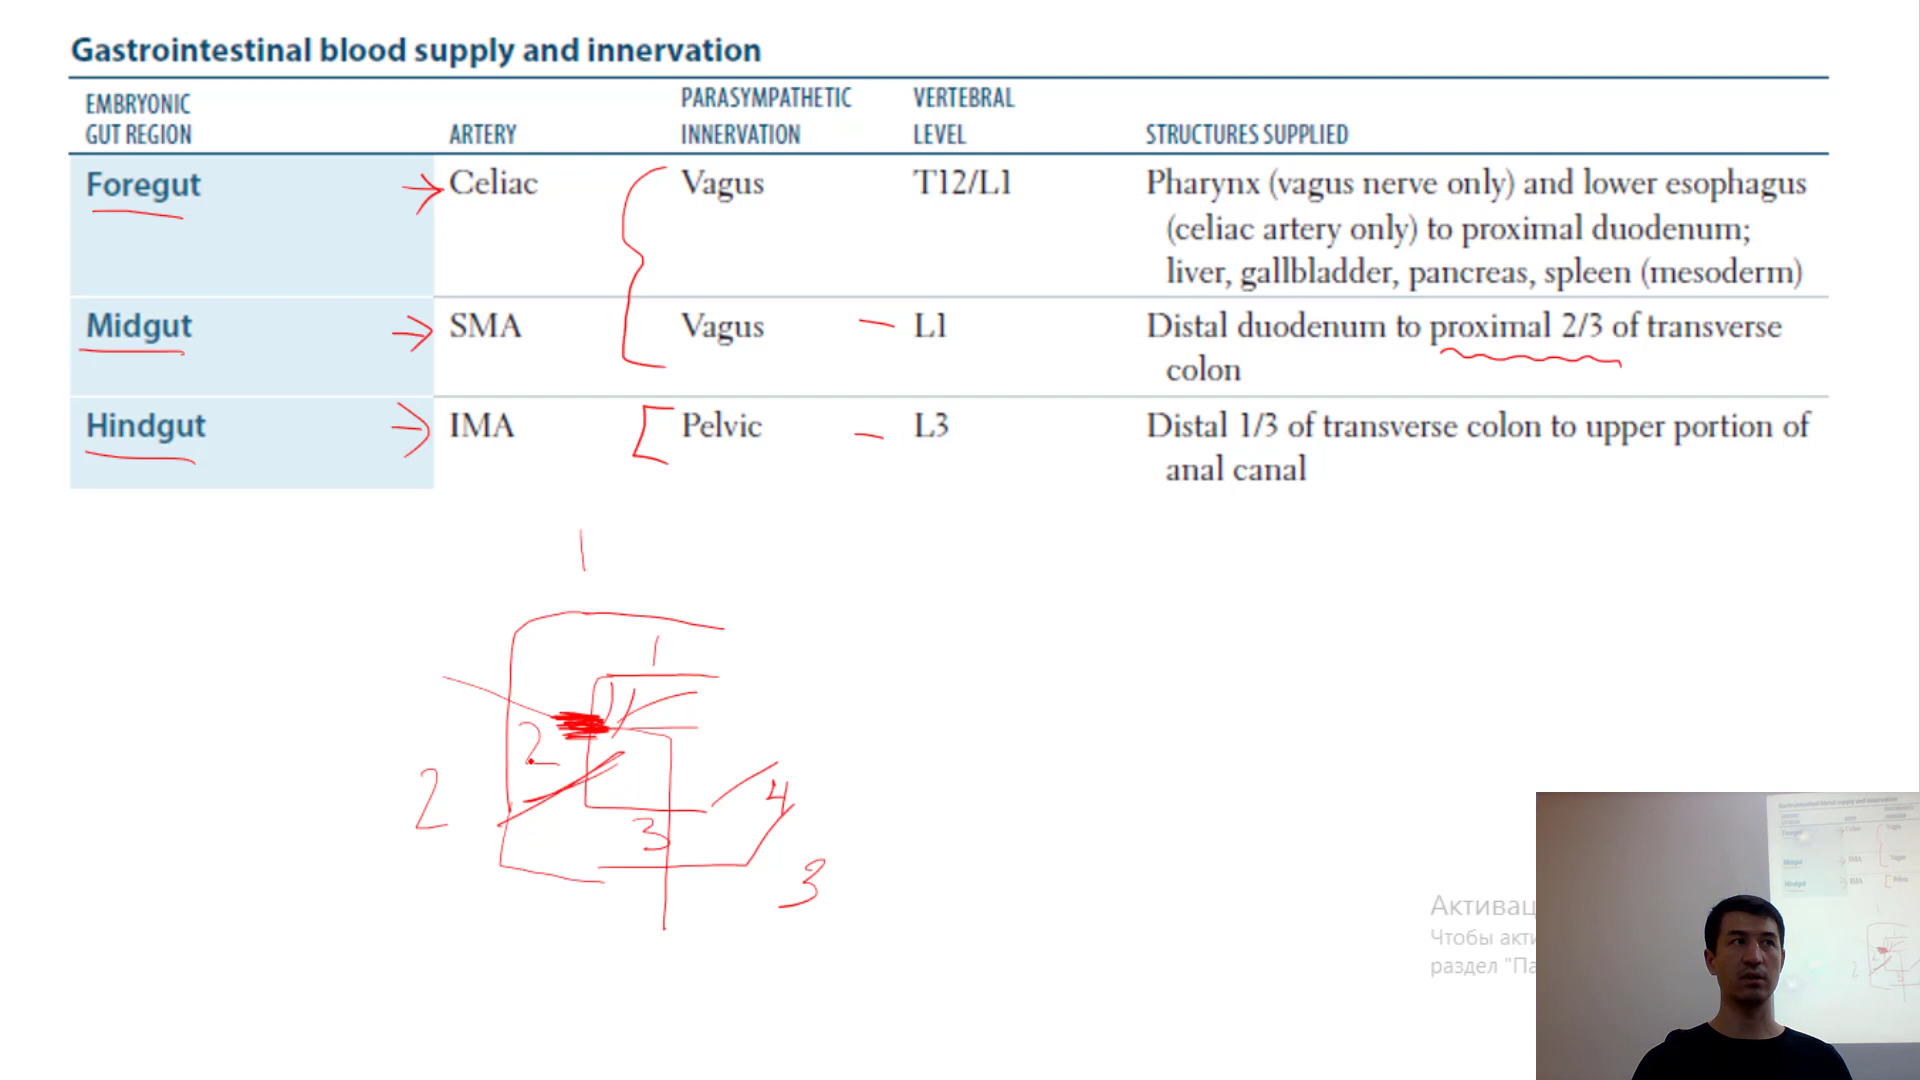 Gastrointestinal blood supply and innervation
EMBRYONIC GUT REGION
ARTERY
PARASYMPATHETIC INNERVATION
VERTEBRAL LEVEL
STRUCTURES SUPPLIED
Foregut
Celiac
Vagus
T12/L1
Pharynx (vagus nerve only) and lower esophagus
(celiac artery only) to proximal duodenum;
liver, gallbladder, pancreas, spleen (mesoderm)
Midgut
SMA
Vagus
L1
Distal duodenum to proximal 2/3 of transverse
colon
Hindgut
IMA
Pelvic
L3
Distal 1/3 of transverse colon to upper portion of
anal canal
1
1
2
2
4
3
3
Чтобы
раздел "Па